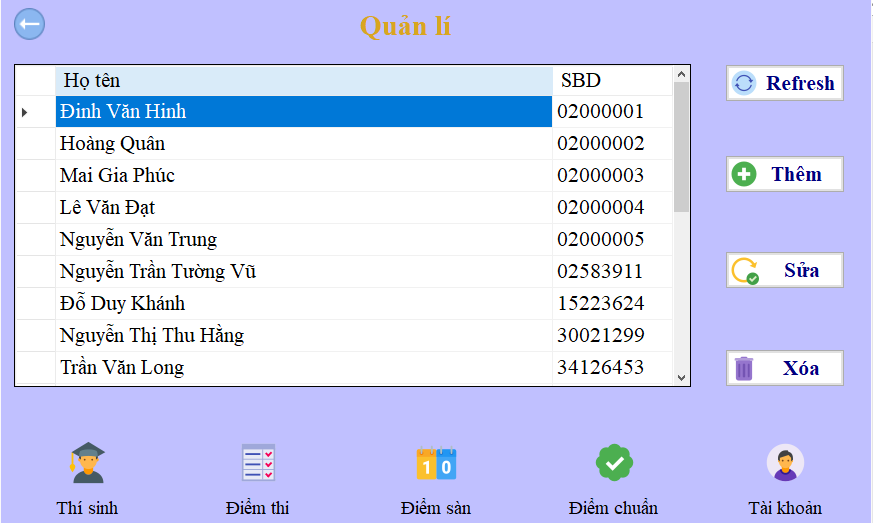 Quản lí
Họ tên SBD
Đinh Văn Hinh 02000001
Hoàng Quân 02000002
Mai Gia Phúc 02000003
Lê Văn Đạt 02000004
Nguyễn Văn Trung 02000005
Nguyễn Trần Tường Vũ 02583911
Đỗ Duy Khánh 15223624
Nguyễn Thị Thu Hằng 30021299
Trần Văn Long 34126453
Refresh
Thêm
Sửa
Xóa
1 0
Thí sinh Điểm thi Điểm sàn Điểm chuẩn Tài khoản